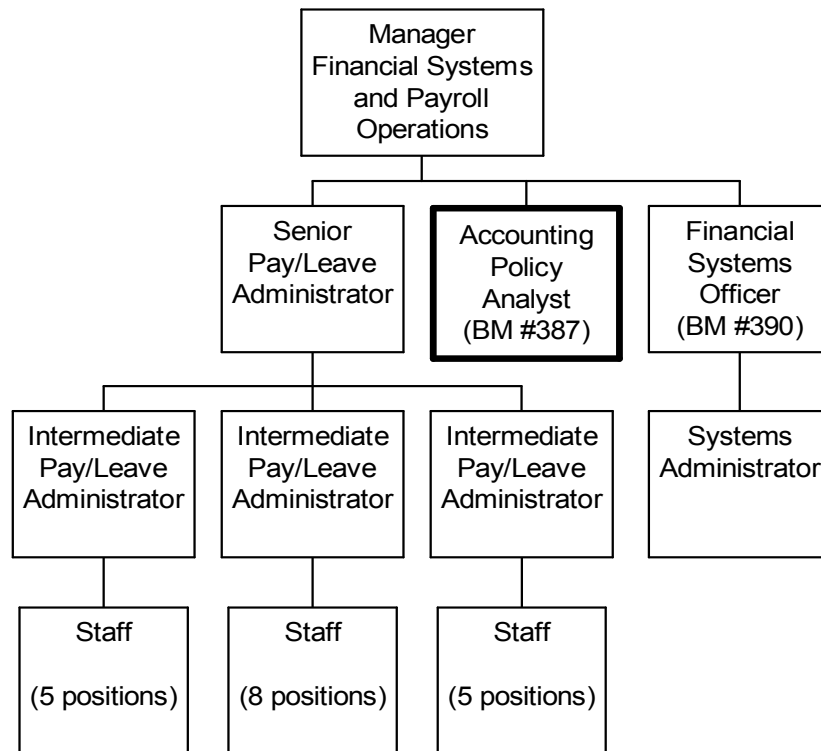 Manager
Financial Systems
and Payroll
Operations
Senior
Pay/Leave
Administrator
Accounting
Policy
Analyst
(BM #387)
Financial
Systems
Officer
(BM #390)
Intermediate
Pay/Leave
Administrator
Intermediate
Pay/Leave
Administrator
Intermediate
Pay/Leave
Administrator
Systems
Administrator
Staff
(5 positions)
Staff
(8 positions)
Staff
(5 positions)